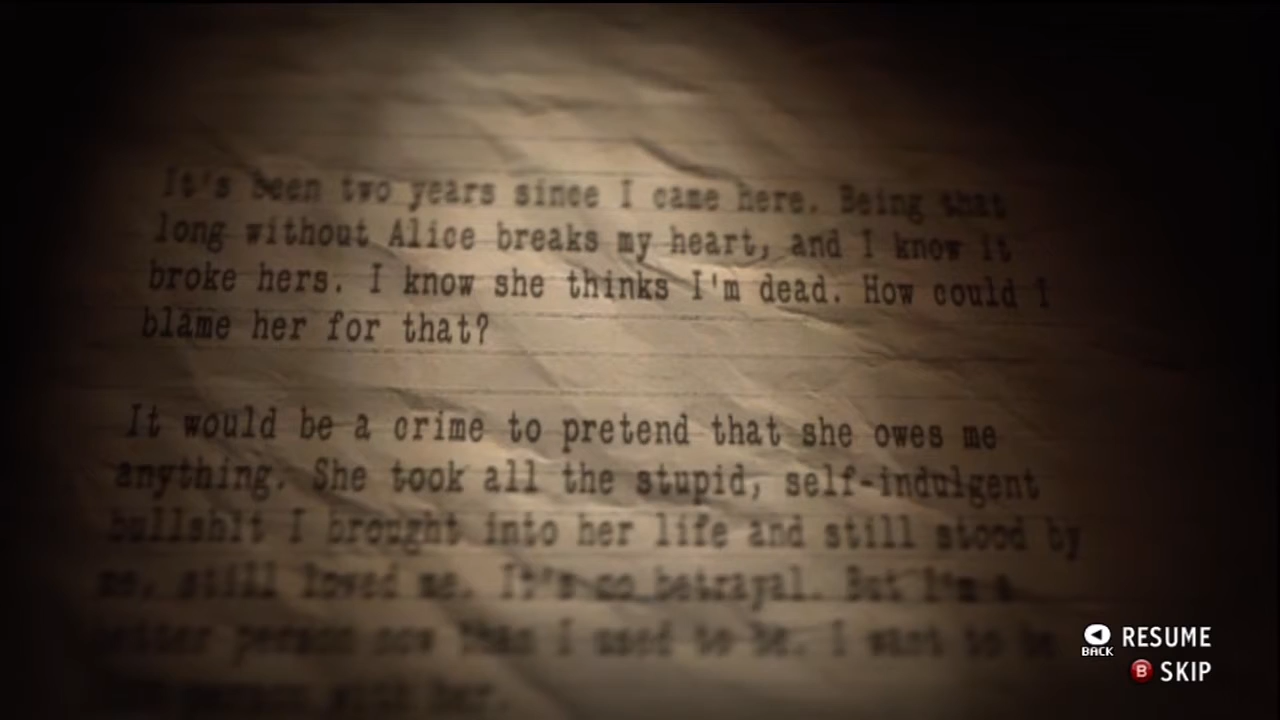 It's been two years since I came here. Being that
long without Alice breaks my heart, and I know it
broke hers. I know she thinks I'm dead. How could I
blame her for that?
It would be a crime to pretend that she owes me
anything. She took all the stupid, self-indulgent
bullshit I brought into her life and still stood by
me, still loved me. It's no betrayal. But I'm a
better person now than I used to be. I want to be
person with her.
RESUME
BACK
B SKIP